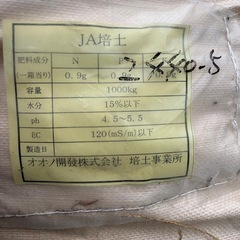 JA培土
肥料成分 N P
(一箱当り) 0.9g
容量 1000kg
水分 15%以下
ph 4.5~5.5
EC 120(mS/m)以下
製造日
オオノ開發株式会社 培土事業所